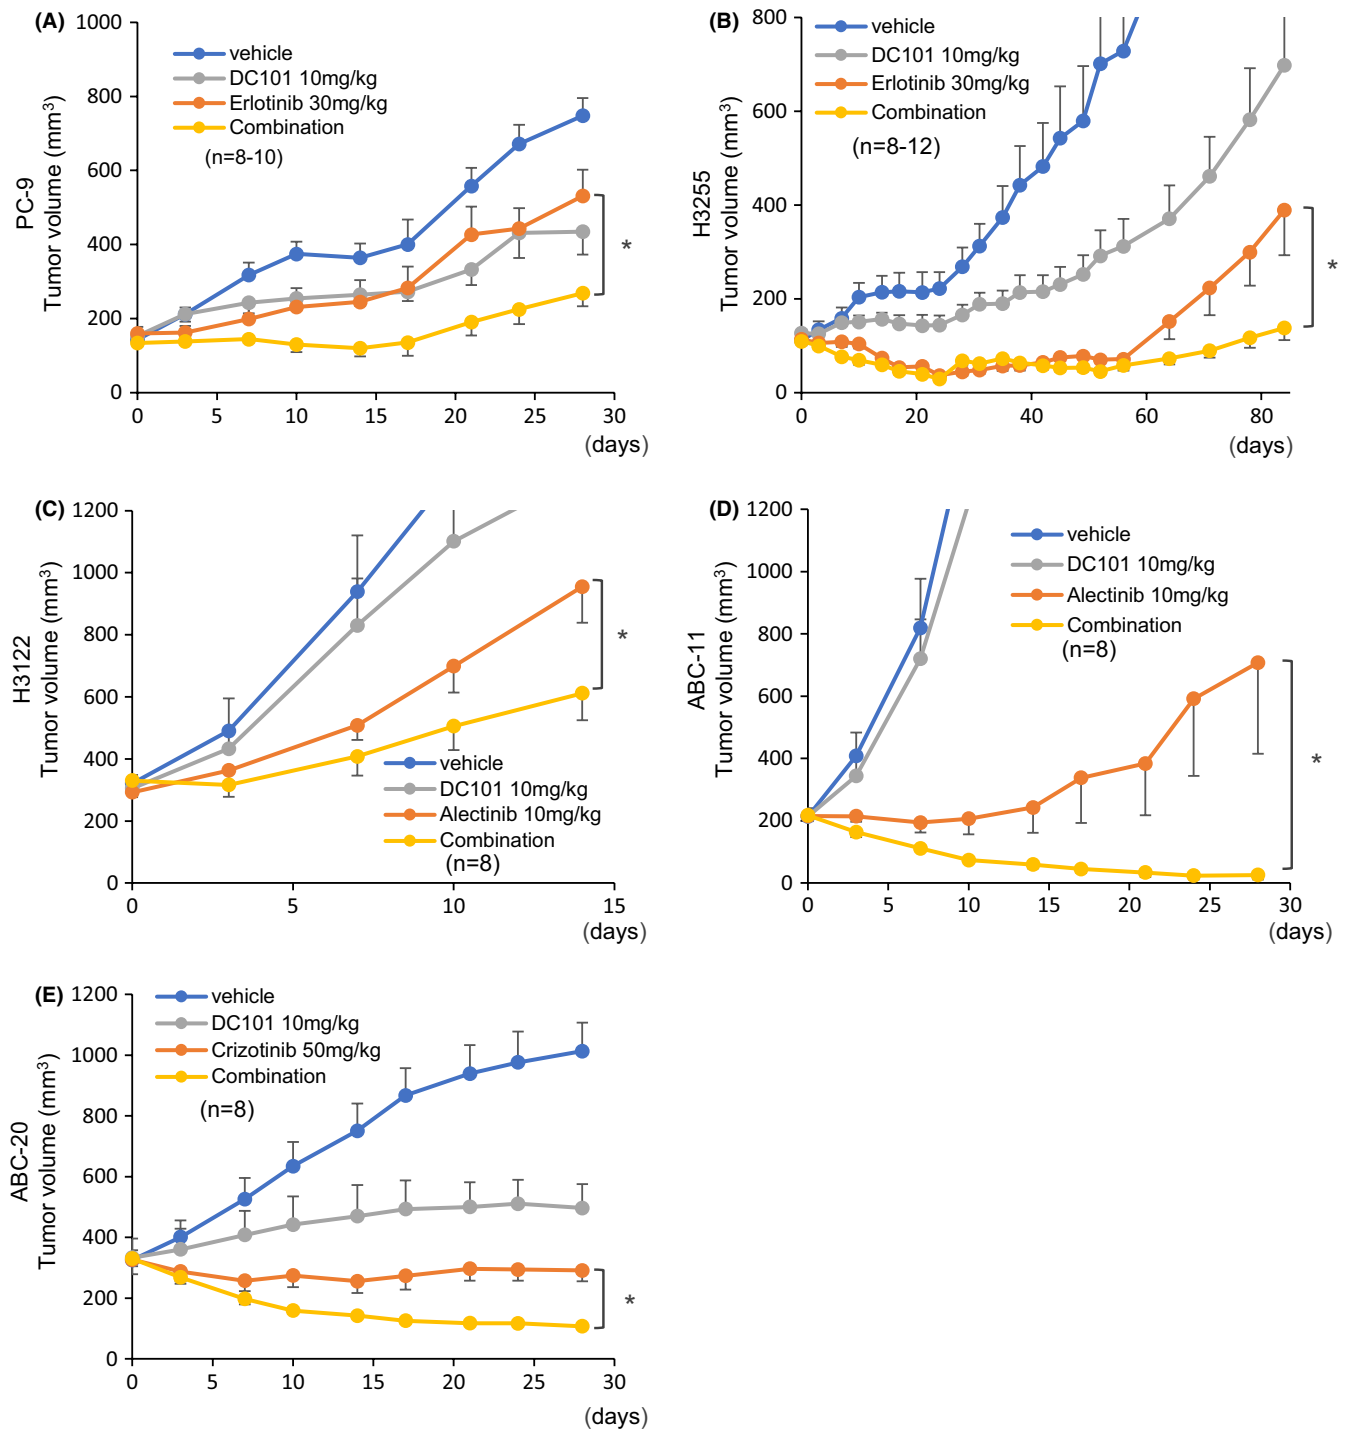 (A)
PC-9
Tumor volume (mm³)
1000
800
600
400
200
0
vehicle
DC101 10mg/kg
Erlotinib 30mg/kg
Combination
(n=8-10)
*
0 5 10 15 20 25 30
(days)
(B)
H3255
Tumor volume (mm³)
800
600
400
200
0
vehicle
DC101 10mg/kg
Erlotinib 30mg/kg
Combination
(n=8-12)
*
0 20 40 60 80
(days)
(C)
H3122
Tumor volume (mm³)
1200
1000
800
600
400
200
0
*
vehicle
DC101 10mg/kg
Alectinib 10mg/kg
Combination
(n=8)
0 5 10 15
(days)
(D)
ABC-11
Tumor volume (mm³)
1200
1000
800
600
400
200
0
vehicle
DC101 10mg/kg
Alectinib 10mg/kg
Combination
(n=8)
*
0 5 10 15 20 25 30
(days)
(E)
ABC-20
Tumor volume (mm³)
1200
1000
800
600
400
200
0
vehicle
DC101 10mg/kg
Crizotinib 50mg/kg
Combination
(n=8)
*
0 5 10 15 20 25 30
(days)